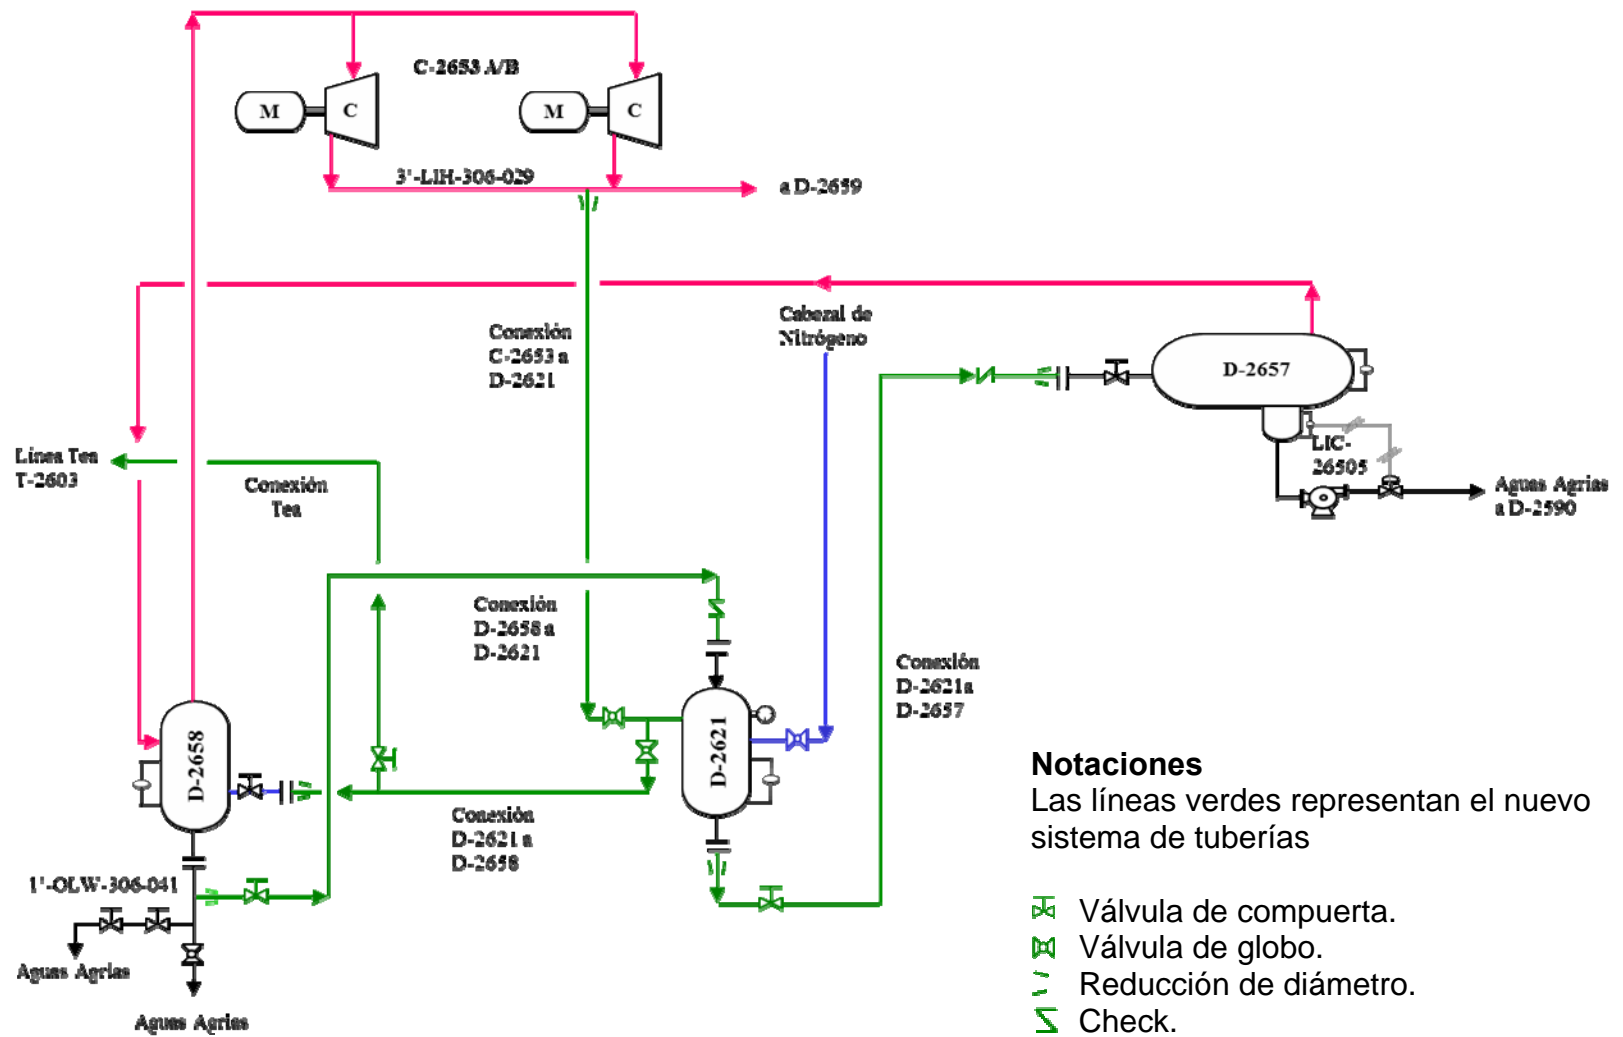 C-2653 A/B
M
C
M
C
3'-LIH-306-029
a D-2659
Conexión
C-2653 a
D-2621
Cabezal de
Nitrógeno
D-2657
LIC-
26505
Aguas Agrias
a D-2590
Línea Tea
T-2603
Conexión
Tea
Conexión
D-2658 a
D-2621
Conexión
D-2621a
D-2657
D-2658
D-2621
Conexión
D-2621 a
D-2658
1'-OLW-306-041
Aguas Agrias
Aguas Agrias
Notaciones
Las líneas verdes representan el nuevo
sistema de tuberías
Válvula de compuerta.
Válvula de globo.
Reducción de diámetro.
Check.